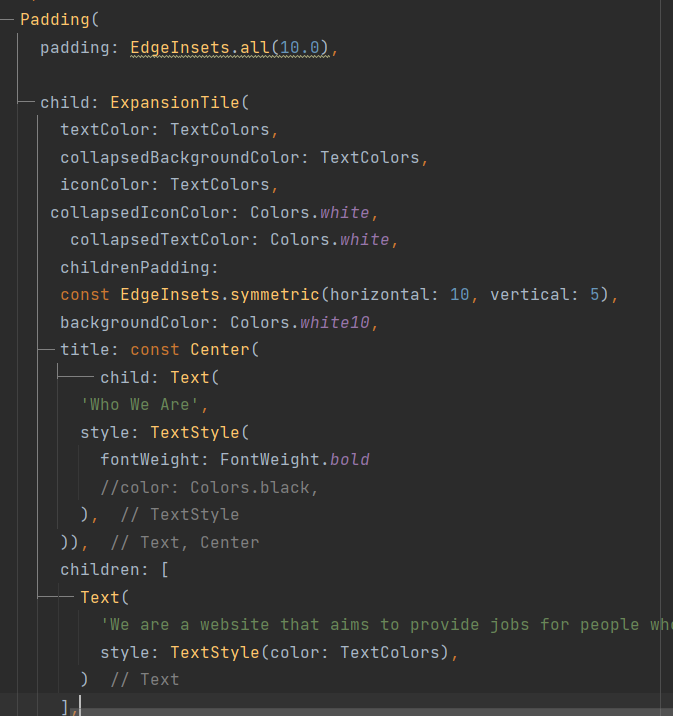 Padding(
padding: EdgeInsets.all(10.0),
child: ExpansionTile(
textColor: TextColors,
collapsedBackgroundColor: TextColors,
iconColor: TextColors,
collapsedIconColor: Colors.white,
collapsedTextColor: Colors.white,
childrenPadding:
const EdgeInsets.symmetric(horizontal: 10, vertical: 5),
backgroundColor: Colors.white10,
title: const Center(
child: Text(
'Who We Are',
style: TextStyle(
fontWeight: FontWeight.bold
//color: Colors.black,
), // TextStyle
)), // Text, Center
children: [
Text(
'We are a website that aims to provide jobs for people who
style: TextStyle(color: TextColors),
) // Text
],